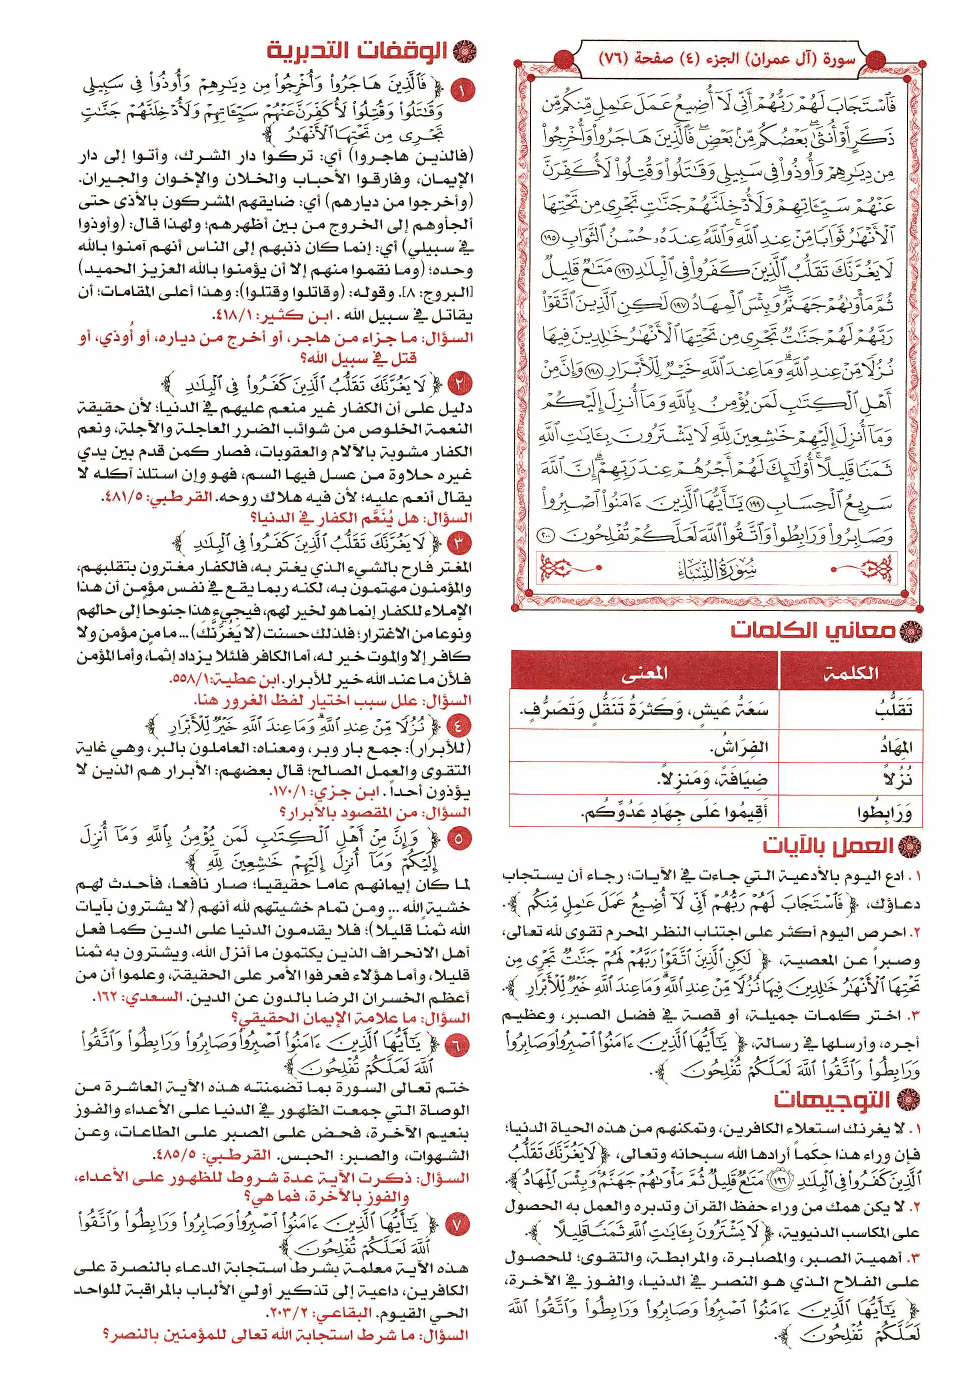 سورة (آل عمران) الجزء (٤) صفحة (٧٦)
فَٱسْتَجَابَ لَهُمْ رَبُّهُمْ أَنِّى لَآ أُضِيعُ عَمَلَ عَٰمِلٍ مِّنكُم مِّن
ذَكَرٍ أَوْ أُنثَىٰ ۖ بَعْضُكُم مِّنۢ بَعْضٍ ۖ فَٱلَّذِينَ هَاجَرُوا۟ وَأُخْرِجُوا۟
مِن دِيَٰرِهِمْ وَأُوذُوا۟ فِى سَبِيلِى وَقَٰتَلُوا۟ وَقُتِلُوا۟ لَأُكَفِّرَنَّ
عَنْهُمْ سَيِّـَٔاتِهِمْ وَلَأُدْخِلَنَّهُمْ جَنَّٰتٍ تَجْرِى مِن تَحْتِهَا
ٱلْأَنْهَٰرُ ثَوَابًا مِّنْ عِندِ ٱللَّهِ ۗ وَٱللَّهُ عِندَهُۥ حُسْنُ ٱلثَّوَابِ ١٩٥
لَا يَغُرَّنَّكَ تَقَلُّبُ ٱلَّذِينَ كَفَرُوا۟ فِى ٱلْبِلَٰدِ ١٩٦ مَتَٰعٌ قَلِيلٌ
ثُمَّ مَأْوَىٰهُمْ جَهَنَّمُ ۚ وَبِئْسَ ٱلْمِهَادُ ١٩٧ لَٰكِنِ ٱلَّذِينَ ٱتَّقَوْا۟
رَبَّهُمْ لَهُمْ جَنَّٰتٌ تَجْرِى مِن تَحْتِهَا ٱلْأَنْهَٰرُ خَٰلِدِينَ فِيهَا
نُزُلًا مِّنْ عِندِ ٱللَّهِ ۗ وَمَا عِندَ ٱللَّهِ خَيْرٌ لِّلْأَبْرَارِ ١٩٨ وَإِنَّ مِنْ
أَهْلِ ٱلْكِتَٰبِ لَمَن يُؤْمِنُ بِٱللَّهِ وَمَآ أُنزِلَ إِلَيْكُمْ
وَمَآ أُنزِلَ إِلَيْهِمْ خَٰشِعِينَ لِلَّهِ لَا يَشْتَرُونَ بِـَٔايَٰتِ ٱللَّهِ
ثَمَنًا قَلِيلًا ۗ أُو۟لَٰٓئِكَ لَهُمْ أَجْرُهُمْ عِندَ رَبِّهِمْ ۗ إِنَّ ٱللَّهَ
سَرِيعُ ٱلْحِسَابِ ١٩٩ يَٰٓأَيُّهَا ٱلَّذِينَ ءَامَنُوا۟ ٱصْبِرُوا۟
وَصَابِرُوا۟ وَرَابِطُوا۟ وَٱتَّقُوا۟ ٱللَّهَ لَعَلَّكُمْ تُفْلِحُونَ ٢٠٠
سُورَةُ النِّسَاءِ
معاني الكلمات
الكلمة المعنى
تَقَلُّبُ سَعَةُ عَيشٍ، وَكَثرَةُ تَنَقُّلٍ وَتَصَرُّفٍ.
المِهَادُ الفِرَاشُ.
نُزُلاً ضِيَافَةً، وَمَنزِلاً.
وَرَابِطُوا أَقِيمُوا عَلَى جِهَادِ عَدُوِّكُم.
العمل بالآيات
١. ادع اليوم بالأدعية التي جاءت في الآيات؛ رجاء أن يستجاب
دعاؤك، ﴿ فَٱسْتَجَابَ لَهُمْ رَبُّهُمْ أَنِّى لَآ أُضِيعُ عَمَلَ عَٰمِلٍ مِّنكُم ﴾.
٢. احرص اليوم أكثر على اجتناب النظر المحرم تقوى لله تعالى،
وصبراً عن المعصية، ﴿ لَٰكِنِ ٱلَّذِينَ ٱتَّقَوْا۟ رَبَّهُمْ لَهُمْ جَنَّٰتٌ تَجْرِى مِن
تَحْتِهَا ٱلْأَنْهَٰرُ خَٰلِدِينَ فِيهَا نُزُلًا مِّنْ عِندِ ٱللَّهِ ۗ وَمَا عِندَ ٱللَّهِ خَيْرٌ لِّلْأَبْرَارِ ﴾.
٣. اختر كلمات جميلة، أو قصة في فضل الصبر، وعظيم
أجره، وأرسلها في رسالة، ﴿ يَٰٓأَيُّهَا ٱلَّذِينَ ءَامَنُوا۟ ٱصْبِرُوا۟ وَصَابِرُوا۟
وَرَابِطُوا۟ وَٱتَّقُوا۟ ٱللَّهَ لَعَلَّكُمْ تُفْلِحُونَ ﴾.
التوجيهات
١. لا يغرنك استعلاء الكافرين، وتمكنهم من هذه الحياة الدنيا؛
فإن وراء هذا حِكَماً أرادها الله سبحانه وتعالى، ﴿ لَا يَغُرَّنَّكَ تَقَلُّبُ
ٱلَّذِينَ كَفَرُوا۟ فِى ٱلْبِلَٰدِ ١٩٦ مَتَٰعٌ قَلِيلٌ ثُمَّ مَأْوَىٰهُمْ جَهَنَّمُ ۚ وَبِئْسَ ٱلْمِهَادُ ﴾.
٢. لا يكن همك من وراء حفظ القرآن وتدبره والعمل به الحصول
على المكاسب الدنيوية، ﴿ لَا يَشْتَرُونَ بِـَٔايَٰتِ ٱللَّهِ ثَمَنًا قَلِيلًا ﴾.
٣. أهمية الصبر، والمصابرة، والمرابطة، والتقوى؛ للحصول
على الفلاح الذي هو النصر في الدنيا، والفوز في الآخرة،
﴿ يَٰٓأَيُّهَا ٱلَّذِينَ ءَامَنُوا۟ ٱصْبِرُوا۟ وَصَابِرُوا۟ وَرَابِطُوا۟ وَٱتَّقُوا۟ ٱللَّهَ
لَعَلَّكُمْ تُفْلِحُونَ ﴾.
الوقفات التدبرية
١ ﴿ فَٱلَّذِينَ هَاجَرُوا۟ وَأُخْرِجُوا۟ مِن دِيَٰرِهِمْ وَأُوذُوا۟ فِى سَبِيلِى
وَقَٰتَلُوا۟ وَقُتِلُوا۟ لَأُكَفِّرَنَّ عَنْهُمْ سَيِّـَٔاتِهِمْ وَلَأُدْخِلَنَّهُمْ جَنَّٰتٍ
تَجْرِى مِن تَحْتِهَا ٱلْأَنْهَٰرُ ﴾
(فالذين هاجروا) أي: تركوا دار الشرك، وأتوا إلى دار
الإيمان، وفارقوا الأحباب والخلان والإخوان والجيران.
(وأخرجوا من ديارهم) أي: ضايقهم المشركون بالأذى حتى
ألجأوهم إلى الخروج من بين أظهرهم؛ ولهذا قال: (وأوذوا
في سبيلي) أي: إنما كان ذنبهم إلى الناس أنهم آمنوا بالله
وحده؛ (وما نقموا منهم إلا أن يؤمنوا بالله العزيز الحميد)
[البروج: ٨]. وقوله: (وقاتلوا وقتلوا): وهذا أعلى المقامات؛ أن
يقاتل في سبيل الله. ابن كثير: ٤١٨/١.
السؤال: ما جزاء من هاجر، أو أخرج من دياره، أو أُوذي، أو
قتل في سبيل الله؟
٢ ﴿ لَا يَغُرَّنَّكَ تَقَلُّبُ ٱلَّذِينَ كَفَرُوا۟ فِى ٱلْبِلَٰدِ ﴾
دليل على أن الكفار غير منعم عليهم في الدنيا؛ لأن حقيقة
النعمة الخلوص من شوائب الضرر العاجلة والآجلة، ونعم
الكفار مشوبة بالآلام والعقوبات، فصار كمن قدم بين يدي
غيره حلاوة من عسل فيها السم، فهو وإن استلذ آكله لا
يقال أنعم عليه؛ لأن فيه هلاك روحه. القرطبي: ٤٨١/٥.
السؤال: هل يُنَعَّم الكفار في الدنيا؟
٣ ﴿ لَا يَغُرَّنَّكَ تَقَلُّبُ ٱلَّذِينَ كَفَرُوا۟ فِى ٱلْبِلَٰدِ ﴾
المغتر فارح بالشيء الذي يغتر به، فالكفار مغترون بتقلبهم،
والمؤمنون مهتمون به، لكنه ربما يقع في نفس مؤمن أن هذا
الإملاء للكفار إنما هو لخير لهم، فيجيء هذا جنوحا إلى حالهم
ونوعا من الاغترار؛ فلذلك حسنت (لا يَغُرَّنَّكَ) ... ما من مؤمن ولا
كافر إلا والموت خير له، أما الكافر فلئلا يزداد إثما، وأما المؤمن
فلأن ما عند الله خير للأبرار. ابن عطية: ٥٥٨/١.
السؤال: علل سبب اختيار لفظ الغرور هنا.
٤ ﴿ نُزُلًا مِّنْ عِندِ ٱللَّهِ ۗ وَمَا عِندَ ٱللَّهِ خَيْرٌ لِّلْأَبْرَارِ ﴾
(للأبرار): جمع بار وبر، ومعناه: العاملون بالبر، وهي غاية
التقوى والعمل الصالح؛ قال بعضهم: الأبرار هم الذين لا
يؤذون أحداً. ابن جزي: ١٧٠/١.
السؤال: من المقصود بالأبرار؟
٥ ﴿ وَإِنَّ مِنْ أَهْلِ ٱلْكِتَٰبِ لَمَن يُؤْمِنُ بِٱللَّهِ وَمَآ أُنزِلَ
إِلَيْكُمْ وَمَآ أُنزِلَ إِلَيْهِمْ خَٰشِعِينَ لِلَّهِ ﴾
لما كان إيمانهم عاما حقيقيا؛ صار نافعا، فأحدث لهم
خشية الله ... ومن تمام خشيتهم لله أنهم (لا يشترون بآيات
الله ثمنا قليلا)؛ فلا يقدمون الدنيا على الدين كما فعل
أهل الانحراف الذين يكتمون ما أنزل الله، ويشترون به ثمنا
قليلا، وأما هؤلاء فعرفوا الأمر على الحقيقة، وعلموا أن من
أعظم الخسران الرضا بالدون عن الدين. السعدي: ١٦٢.
السؤال: ما علامة الإيمان الحقيقي؟
٦ ﴿ يَٰٓأَيُّهَا ٱلَّذِينَ ءَامَنُوا۟ ٱصْبِرُوا۟ وَصَابِرُوا۟ وَرَابِطُوا۟ وَٱتَّقُوا۟
ٱللَّهَ لَعَلَّكُمْ تُفْلِحُونَ ﴾
ختم تعالى السورة بما تضمنته هذه الآية العاشرة من
الوصاة التي جمعت الظهور في الدنيا على الأعداء والفوز
بنعيم الآخرة، فحض على الصبر على الطاعات، وعن
الشهوات، والصبر: الحبس. القرطبي: ٤٨٥/٥.
السؤال: ذكرت الآية عدة شروط للظهور على الأعداء،
والفوز بالآخرة، فما هي؟
٧ ﴿ يَٰٓأَيُّهَا ٱلَّذِينَ ءَامَنُوا۟ ٱصْبِرُوا۟ وَصَابِرُوا۟ وَرَابِطُوا۟ وَٱتَّقُوا۟
ٱللَّهَ لَعَلَّكُمْ تُفْلِحُونَ ﴾
هذه الآية معلمة بشرط استجابة الدعاء بالنصرة على
الكافرين، داعية إلى تذكير أولي الألباب بالمراقبة للواحد
الحي القيوم. البقاعي: ٢٠٣/٢.
السؤال: ما شرط استجابة الله تعالى للمؤمنين بالنصر؟